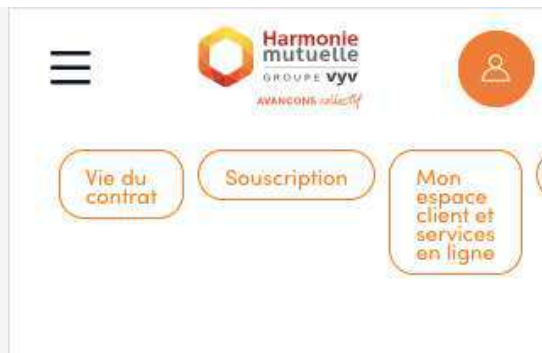 Harmonie
mutuelle
GROUPE vyv
AVANÇONS collectif
Vie du
contrat
Souscription
Mon
espace
client et
services
en ligne